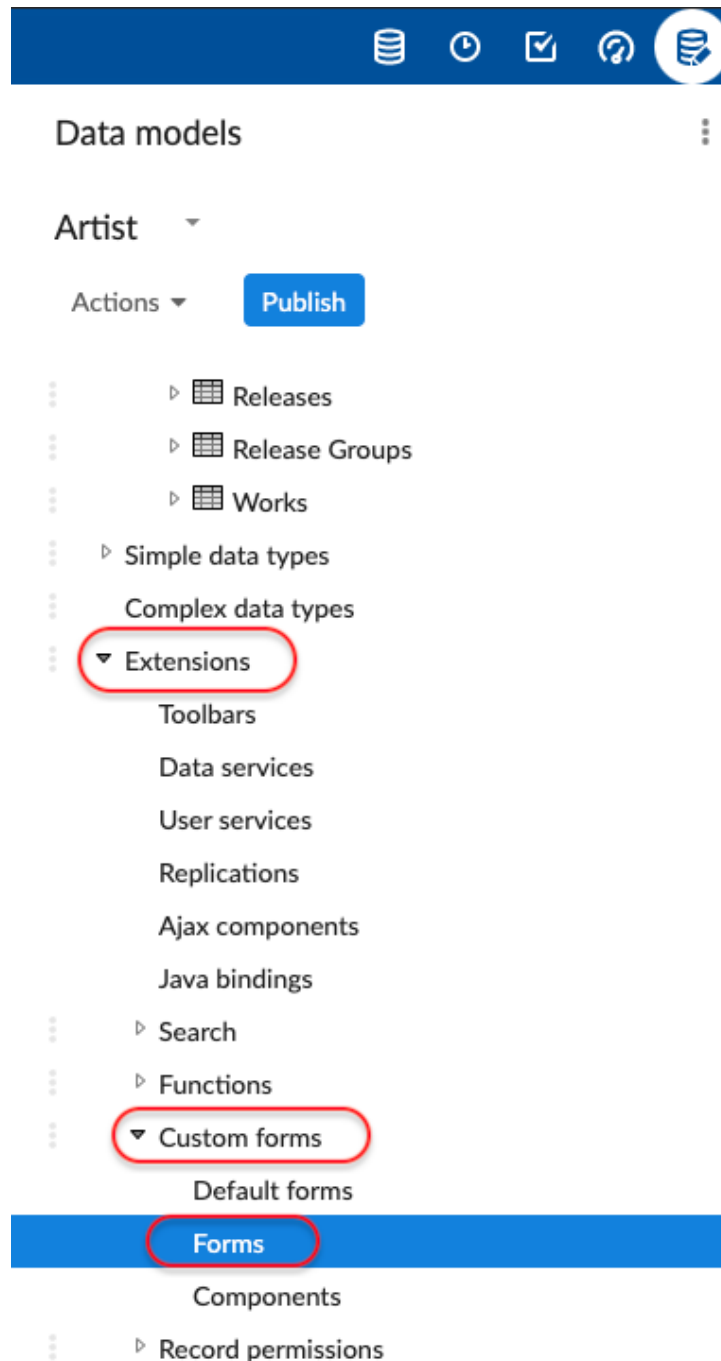 Data models
Artist
Actions Publish
Releases
Release Groups
Works
Simple data types
Complex data types
Extensions
Toolbars
Data services
User services
Replications
Ajax components
Java bindings
Search
Functions
Custom forms
Default forms
Forms
Components
Record permissions